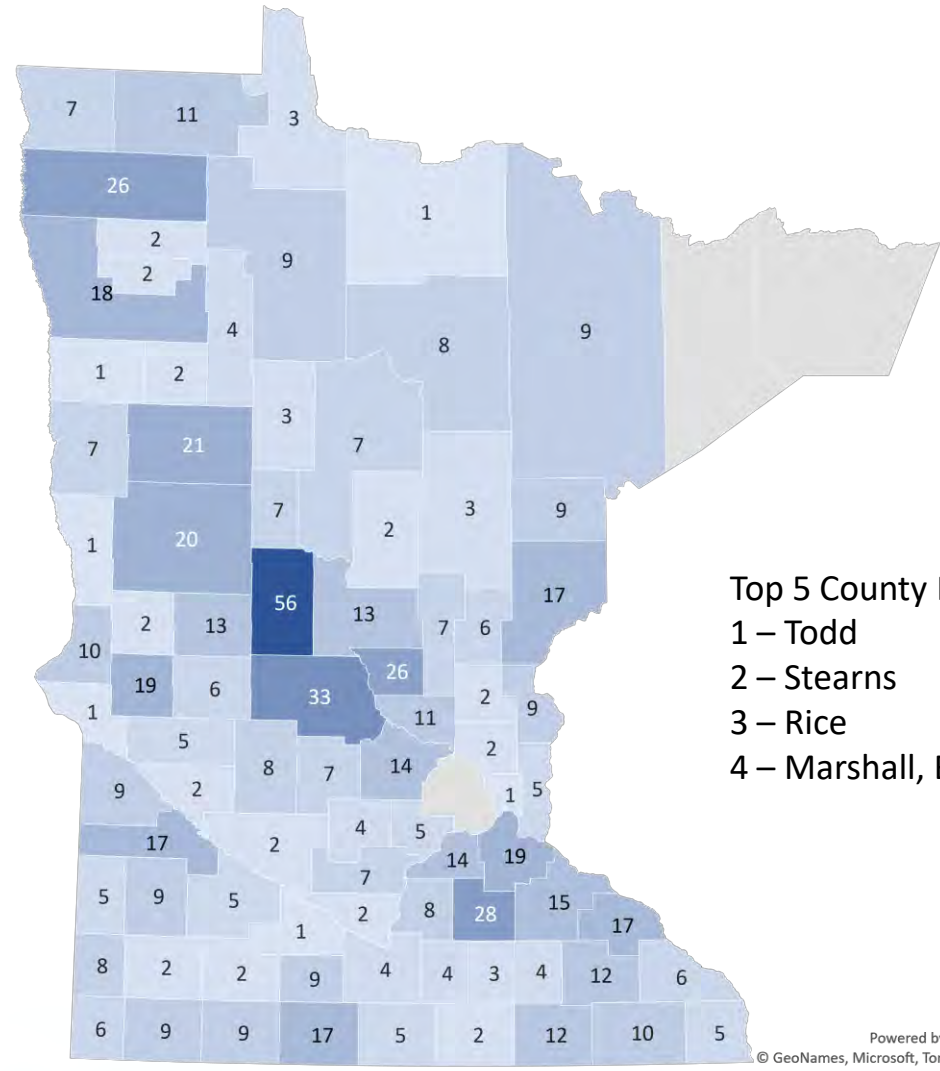 7 11 3
26
1
2
9
2
18
4 9
8
1 2
3
7 21 7
3
7 9
2
1 20
17
56
Top 5 County
13
2 13
7 6
1 – Todd
10
26
2 – Stearns
19 6
2
33
9
3 – Rice
1
11
5
2
4 – Marshall,
8 7 14
9 2
1 5
4 5
17
2
14 19
7
5 9 5
15
2 8 28
17
1
8 2 2 9 4 4 3 4 12 6
6 9 9 17 5 2 12 10 5
Powered by
© GeoNames, Microsoft,